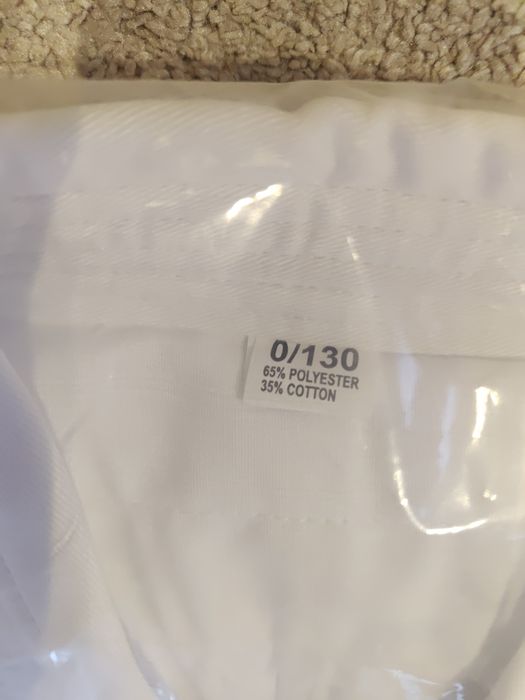 0/130
65% POLYESTER
35% COTTON